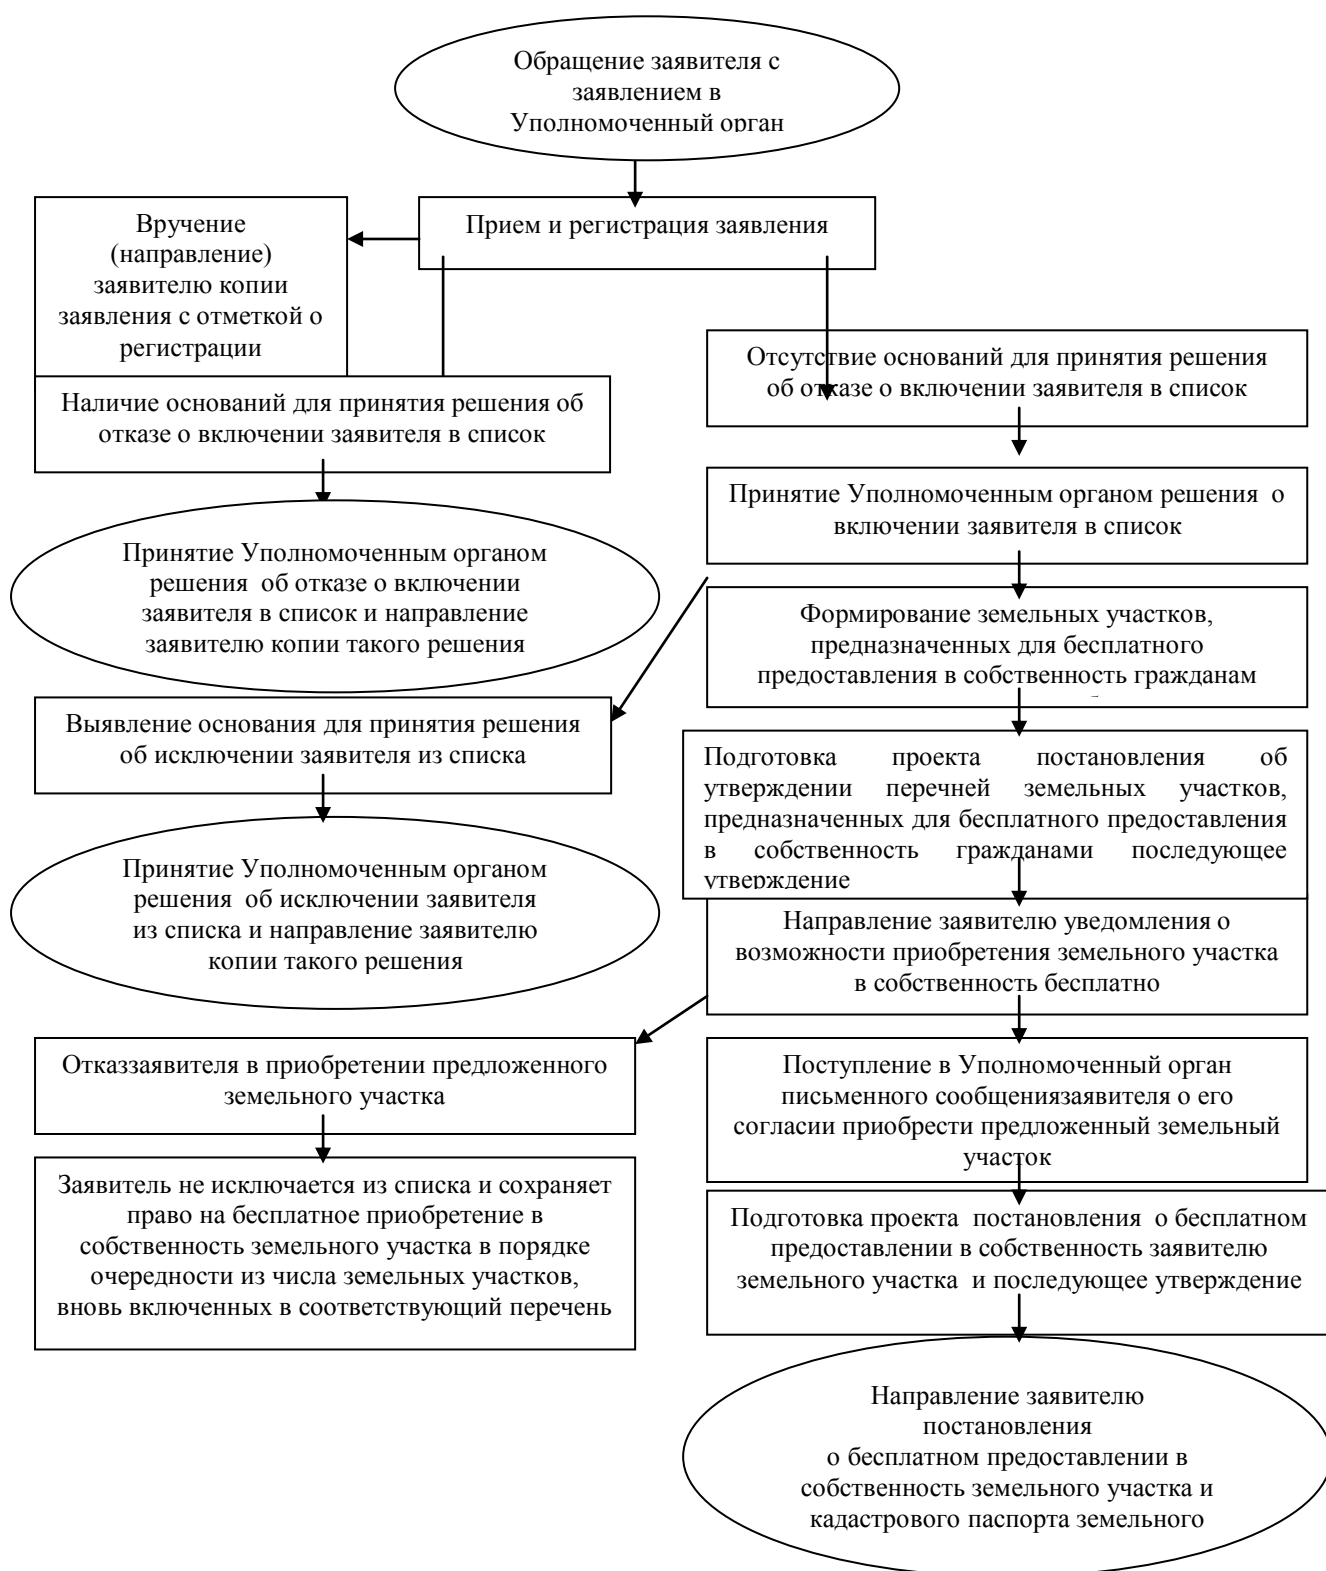 Обращение заявителя с
заявлением в
Уполномоченный орган
Прием и регистрация заявления
Вручение
(направление)
заявителю копии
заявления с отметкой о
регистрации
Отсутствие оснований для принятия решения
об отказе о включении заявителя в список
Наличие оснований для принятия решения об
отказе о включении заявителя в список
Принятие Уполномоченным органом решения  о
включении заявителя в список
Принятие Уполномоченным органом
решения  об отказе о включении
заявителя в список и направление
заявителю копии такого решения
Формирование земельных участков,
предназначенных для бесплатного
предоставления в собственность гражданам
Выявление основания для принятия решения
об исключении заявителя из списка
Подготовка проекта постановления об
утверждении перечней земельных участков,
предназначенных для бесплатного предоставления
в собственность гражданами последующее
утверждение
Принятие Уполномоченным органом
решения  об исключении заявителя
из списка и направление заявителю
копии такого решения
Направление заявителю уведомления о
возможности приобретения земельного участка
в собственность бесплатно
Отказзаявителя в приобретении предложенного
земельного участка
Поступление в Уполномоченный орган
письменного сообщениязаявителя о его
согласии приобрести предложенный земельный
участок
Заявитель не исключается из списка и сохраняет
право на бесплатное приобретение в
собственность земельного участка в порядке
очередности из числа земельных участков,
вновь включенных в соответствующий перечень
Подготовка проекта  постановления  о бесплатном
предоставлении в собственность заявителю
земельного участка  и последующее утверждение
Направление заявителю
постановления
о бесплатном предоставлении в
собственность земельного участка и
кадастрового паспорта земельного